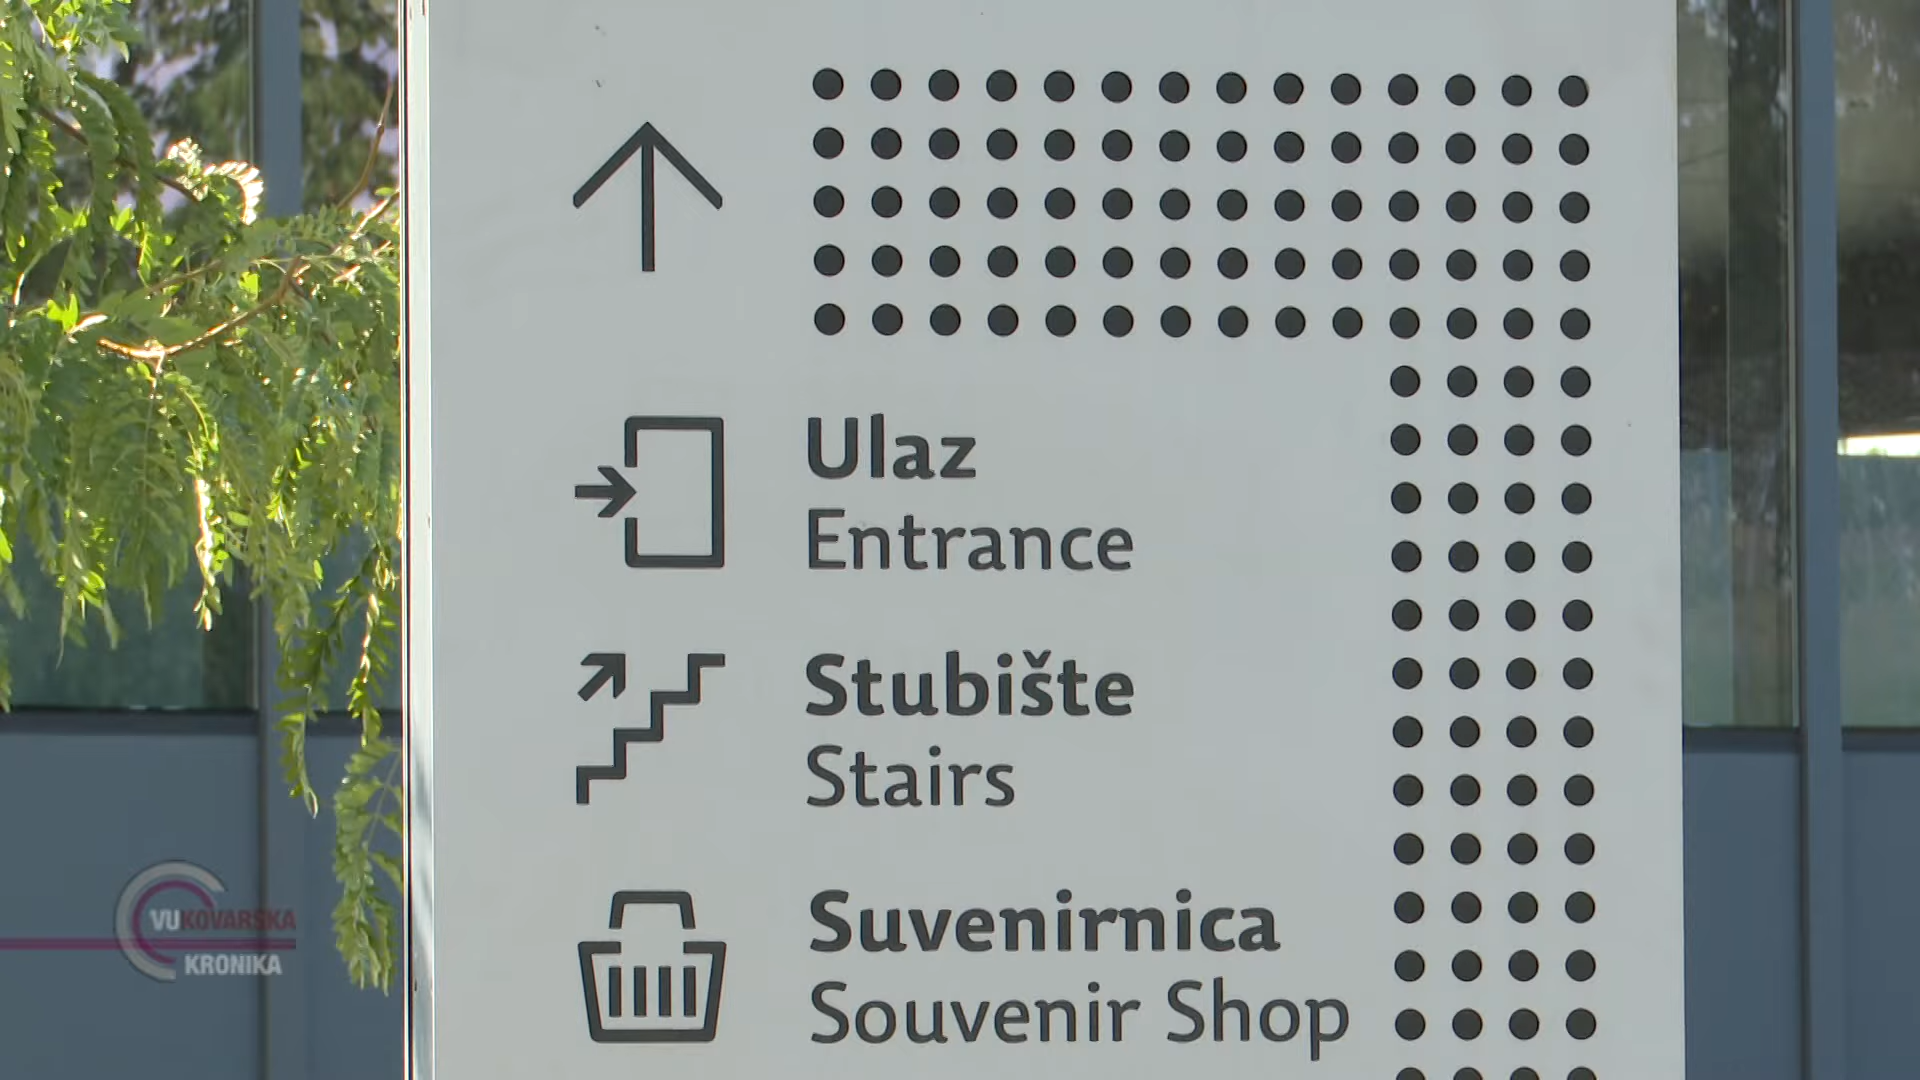 Ulaz
Entrance
Stubište
Stairs
Suvenirnica
Souvenir Shop
VUKOVARSKA
KRONIKA